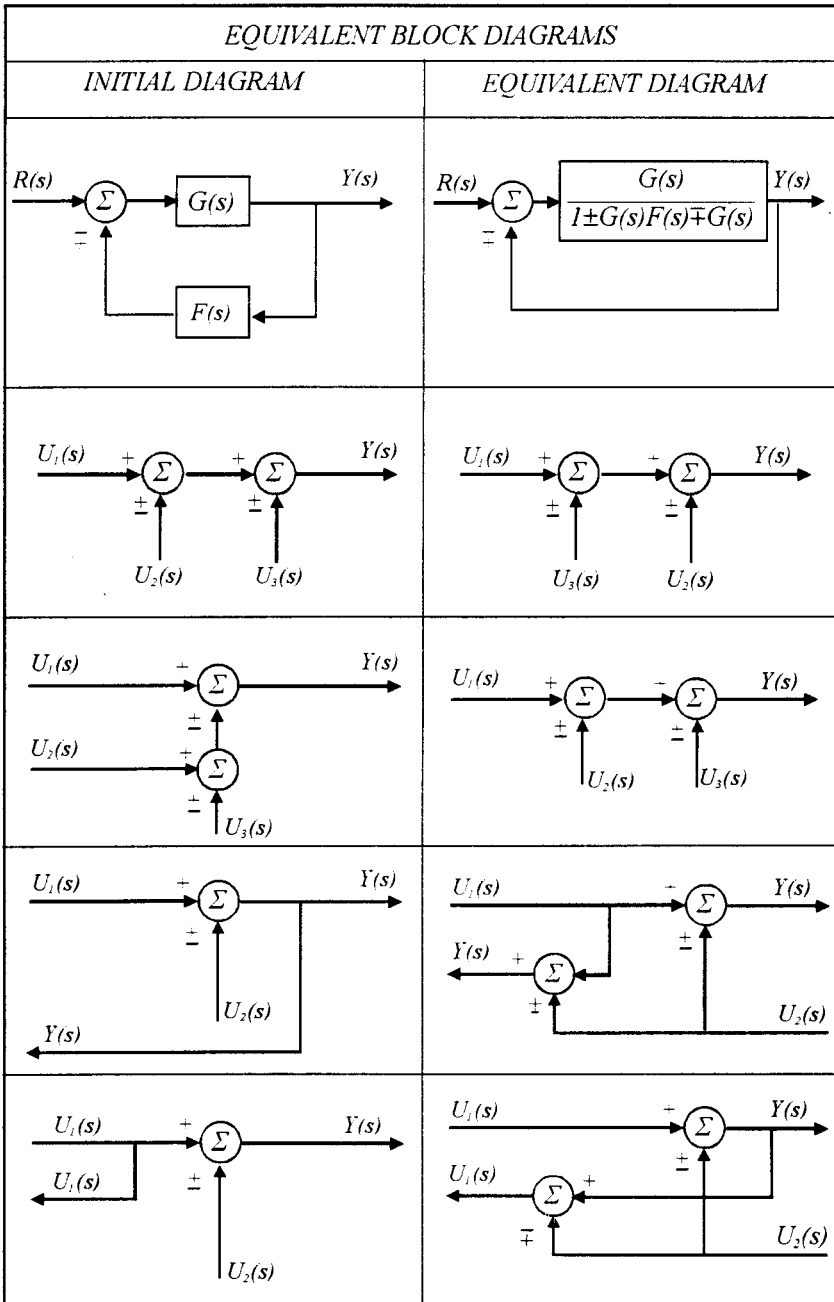 EQUIVALENT BLOCK DIAGRAMS
INITIAL DIAGRAM
EQUIVALENT DIAGRAM
R(s) Σ G(s) Y(s)
∓
F(s)
R(s) Σ G(s) Y(s)
1±G(s)F(s)∓G(s)
∓
U₁(s) + Σ + Σ Y(s)
± ±
U₂(s) U₃(s)
U₁(s) + Σ + Σ Y(s)
± ±
U₃(s) U₂(s)
U₁(s) + Σ Y(s)
±
U₂(s) + Σ
±
U₃(s)
U₁(s) + Σ − Σ Y(s)
± ±
U₂(s) U₃(s)
U₁(s) + Σ Y(s)
±
U₂(s)
Y(s)
U₁(s) − Σ Y(s)
±
Y(s) + Σ
±
U₂(s)
U₁(s) + Σ Y(s)
U₁(s) ±
U₂(s)
U₁(s) + Σ Y(s)
±
U₁(s) Σ +
∓
U₂(s)